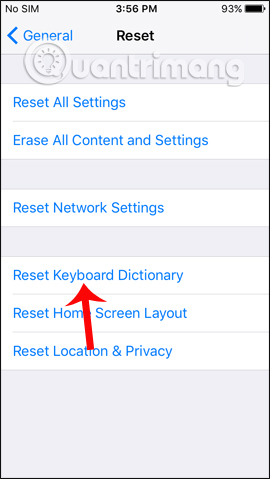 No SIM 3:56 PM 93%
General Reset
Quantrimang
Reset All Settings
Erase All Content and Settings
Reset Network Settings
Reset Keyboard Dictionary
Reset Home Screen Layout
Reset Location & Privacy